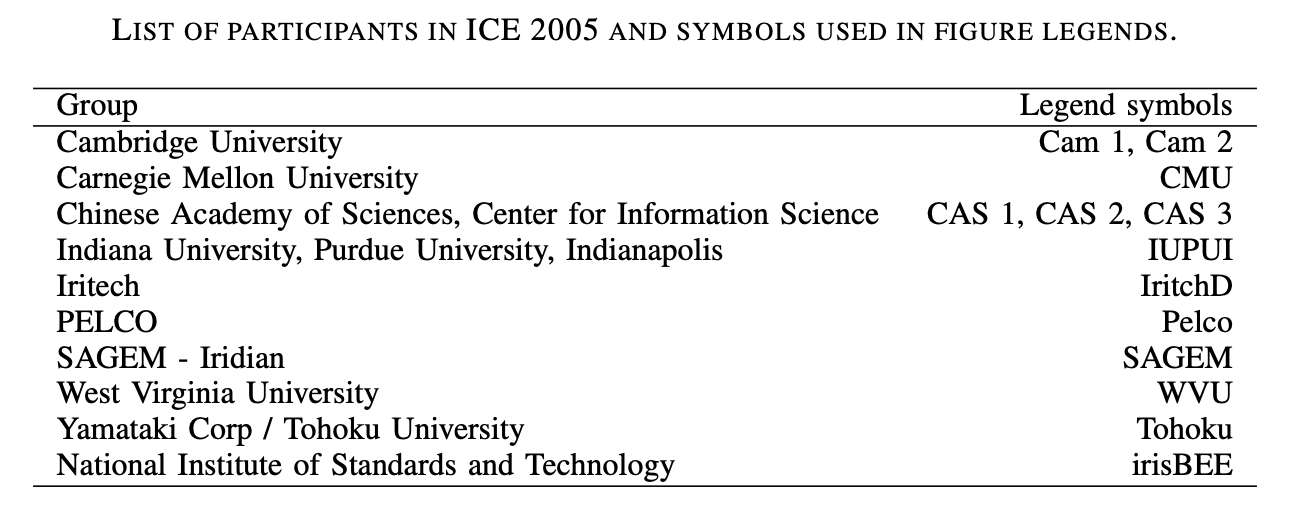 LIST OF PARTICIPANTS IN ICE 2005 AND SYMBOLS USED IN FIGURE LEGENDS.
Group Legend symbols
Cambridge University Cam 1, Cam 2
Carnegie Mellon University CMU
Chinese Academy of Sciences, Center for Information Science CAS 1, CAS 2, CAS 3
Indiana University, Purdue University, Indianapolis IUPUI
Iritech IritchD
PELCO Pelco
SAGEM - Iridian SAGEM
West Virginia University WVU
Yamataki Corp / Tohoku University Tohoku
National Institute of Standards and Technology irisBEE